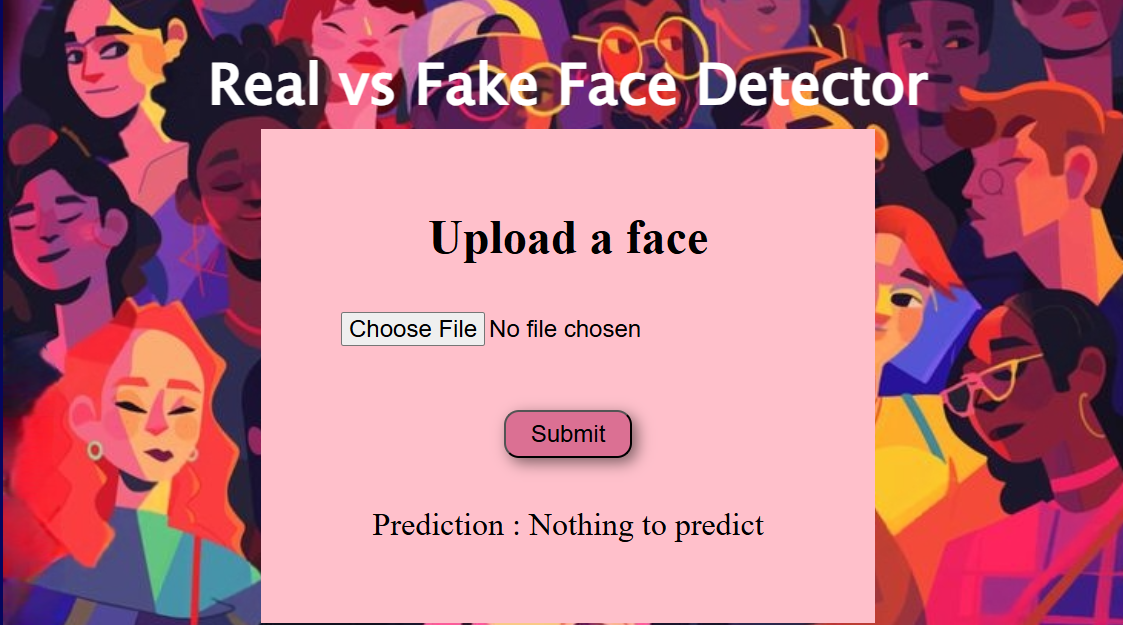 Real vs Fake Face Detector
Upload a face
Choose File No file chosen
Submit
Prediction : Nothing to predict